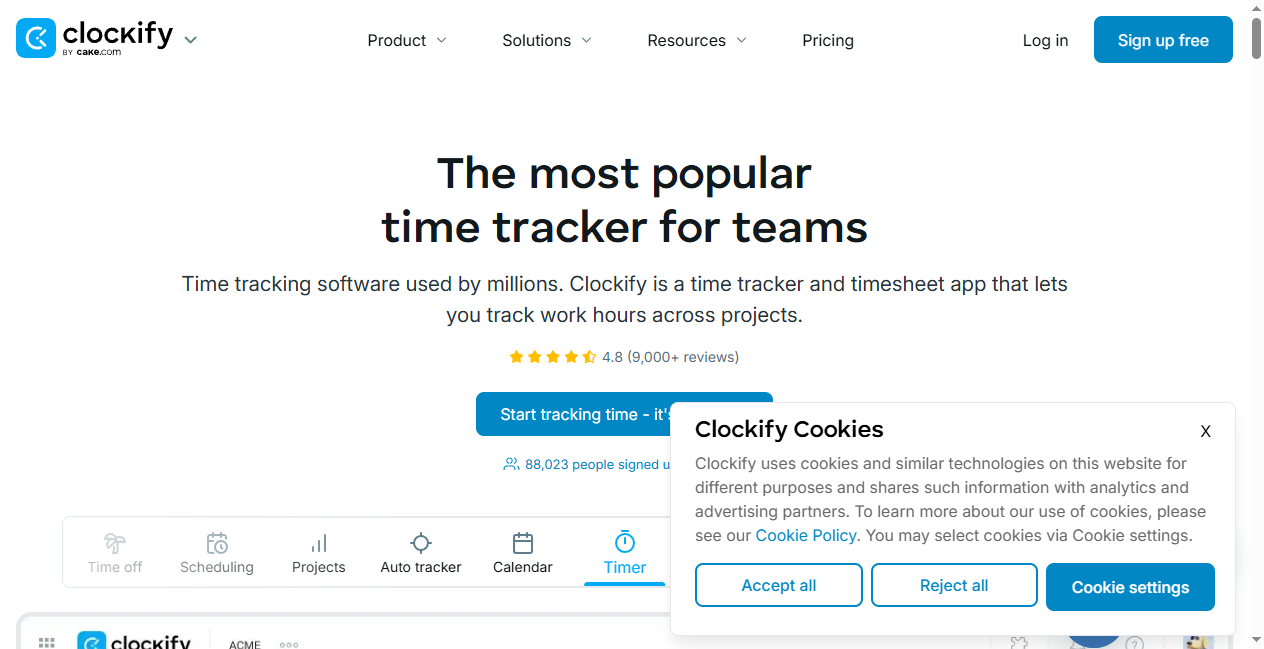 clockify
BY cake.com
Product
Solutions
Resources
Pricing
Log in
Sign up free
The most popular
time tracker for teams
Time tracking software used by millions. Clockify is a time tracker and timesheet app that lets
you track work hours across projects.
4.8 (9,000+ reviews)
Start tracking time - it's
88,023 people signed u
Time off
Scheduling
Projects
Auto tracker
Calendar
Timer
Clockify Cookies
X
Clockify uses cookies and similar technologies on this website for
different purposes and shares such information with analytics and
advertising partners. To learn more about our use of cookies, please
see our Cookie Policy. You may select cookies via Cookie settings.
Accept all
Reject all
Cookie settings
clockify
ACME